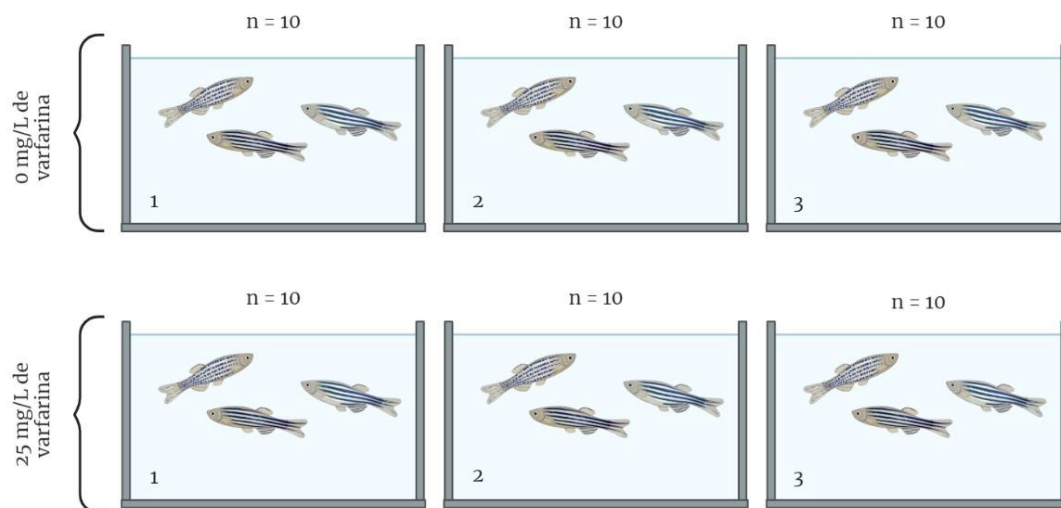 n = 10
n = 10
n = 10
0 mg/L de
varfarina
1
2
3
n = 10
n = 10
n = 10
25 mg/L de
varfarina
1
2
3